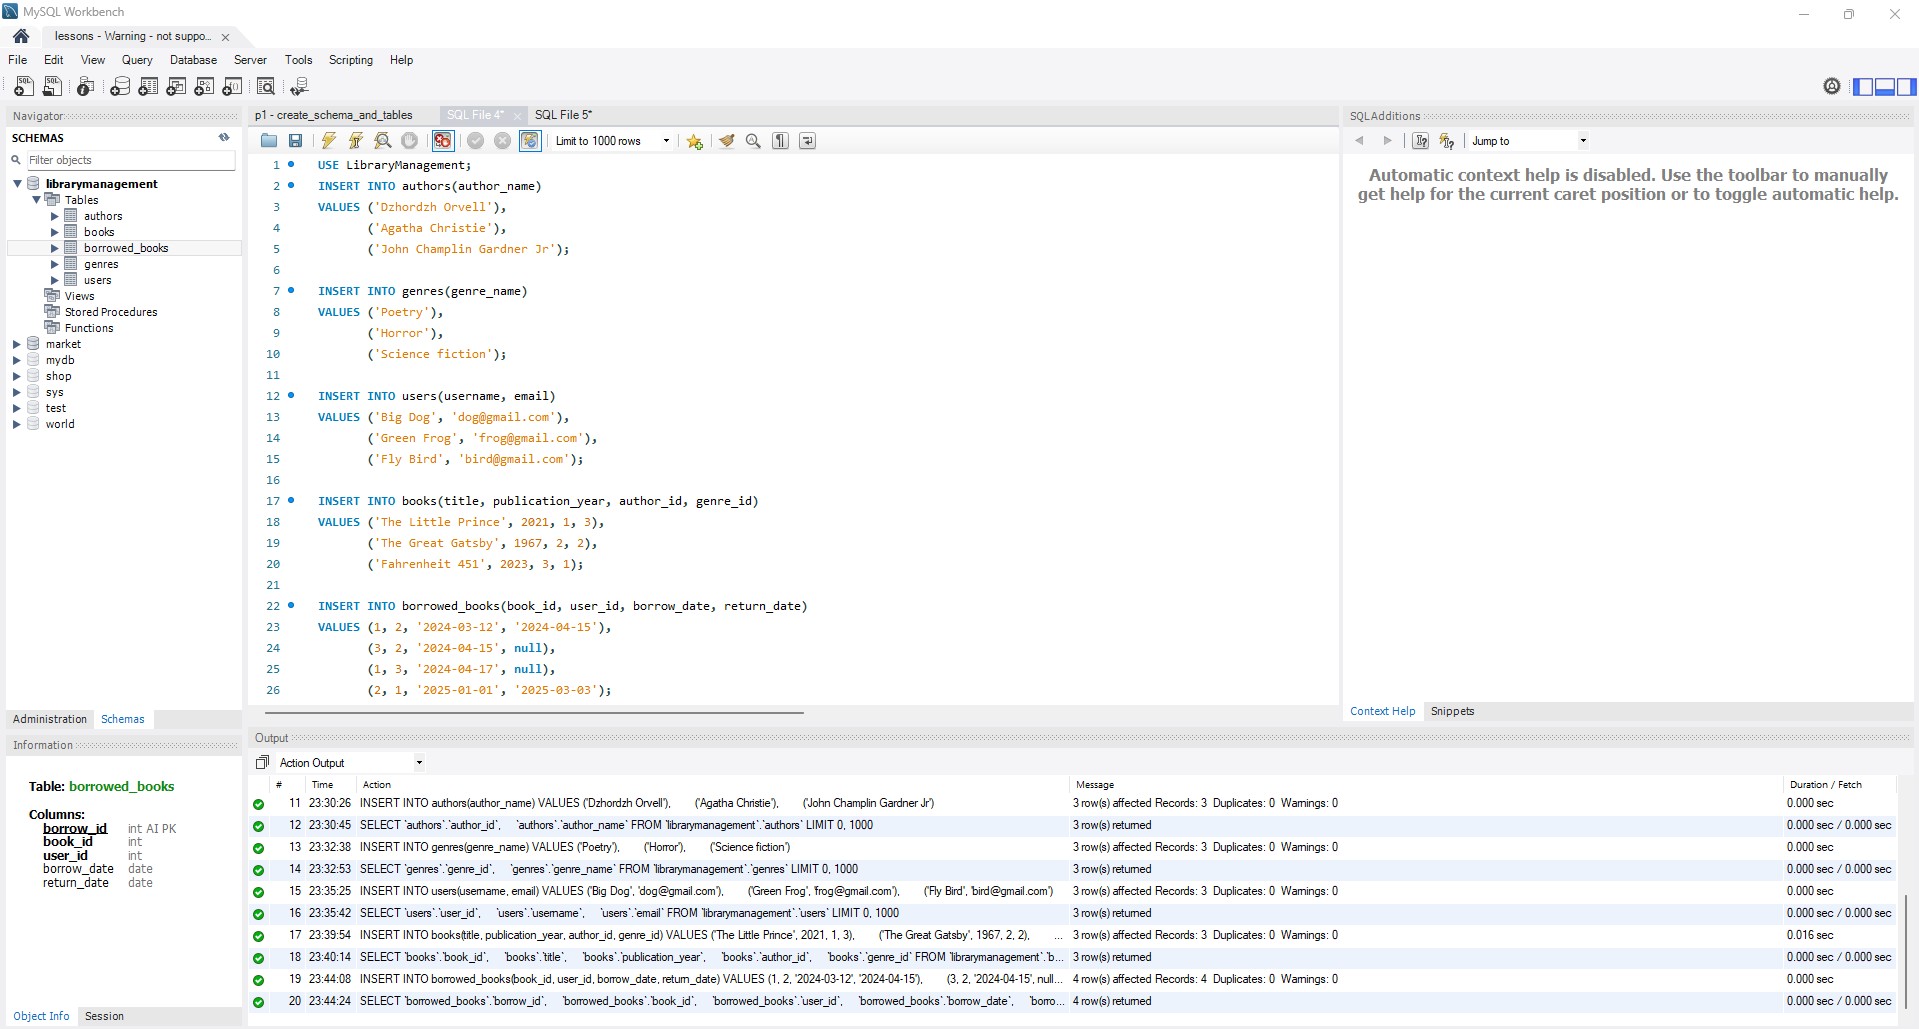 MySQL Workbench
lessons - Warning - not suppo...
File Edit View Query Database Server Tools Scripting Help
Navigator
SCHEMAS
Filter objects
librarymanagement
Tables
authors
books
borrowed_books
genres
users
Views
Stored Procedures
Functions
market
mydb
shop
sys
test
world
Administration Schemas
Information
Table: borrowed_books
Columns:
borrow_id int AI PK
book_id int
user_id int
borrow_date date
return_date date
Object Info Session
p1 - create_schema_and_tables SQL File 4* SQL File 5*
Limit to 1000 rows
1 USE LibraryManagement;
2 INSERT INTO authors(author_name)
3 VALUES ('Dzhordzh Orvell'),
4 ('Agatha Christie'),
5 ('John Champlin Gardner Jr');
6
7 INSERT INTO genres(genre_name)
8 VALUES ('Poetry'),
9 ('Horror'),
10 ('Science fiction');
11
12 INSERT INTO users(username, email)
13 VALUES ('Big Dog', 'dog@gmail.com'),
14 ('Green Frog', 'frog@gmail.com'),
15 ('Fly Bird', 'bird@gmail.com');
16
17 INSERT INTO books(title, publication_year, author_id, genre_id)
18 VALUES ('The Little Prince', 2021, 1, 3),
19 ('The Great Gatsby', 1967, 2, 2),
20 ('Fahrenheit 451', 2023, 3, 1);
21
22 INSERT INTO borrowed_books(book_id, user_id, borrow_date, return_date)
23 VALUES (1, 2, '2024-03-12', '2024-04-15'),
24 (3, 2, '2024-04-15', null),
25 (1, 3, '2024-04-17', null),
26 (2, 1, '2025-01-01', '2025-03-03');
SQLAdditions
Jump to
Automatic context help is disabled. Use the toolbar to manually
get help for the current caret position or to toggle automatic help.
Context Help Snippets
Output
Action Output
# Time Action Message Duration / Fetch
11 23:30:26 INSERT INTO authors(author_name) VALUES ('Dzhordzh Orvell'), ('Agatha Christie'), ('John Champlin Gardner Jr') 3 row(s) affected Records: 3 Duplicates: 0 Warnings: 0 0.000 sec
12 23:30:45 SELECT `authors`.`author_id`, `authors`.`author_name` FROM `librarymanagement`.`authors` LIMIT 0, 1000 3 row(s) returned 0.000 sec / 0.000 sec
13 23:32:38 INSERT INTO genres(genre_name) VALUES ('Poetry'), ('Horror'), ('Science fiction') 3 row(s) affected Records: 3 Duplicates: 0 Warnings: 0 0.000 sec
14 23:32:53 SELECT `genres`.`genre_id`, `genres`.`genre_name` FROM `librarymanagement`.`genres` LIMIT 0, 1000 3 row(s) returned 0.000 sec / 0.000 sec
15 23:35:25 INSERT INTO users(username, email) VALUES ('Big Dog', 'dog@gmail.com'), ('Green Frog', 'frog@gmail.com'), ('Fly Bird', 'bird@gmail.com') 3 row(s) affected Records: 3 Duplicates: 0 Warnings: 0 0.000 sec
16 23:35:42 SELECT `users`.`user_id`, `users`.`username`, `users`.`email` FROM `librarymanagement`.`users` LIMIT 0, 1000 3 row(s) returned 0.000 sec / 0.000 sec
17 23:39:54 INSERT INTO books(title, publication_year, author_id, genre_id) VALUES ('The Little Prince', 2021, 1, 3), ('The Great Gatsby', 1967, 2, 2), ... 3 row(s) affected Records: 3 Duplicates: 0 Warnings: 0 0.016 sec
18 23:40:14 SELECT `books`.`book_id`, `books`.`title`, `books`.`publication_year`, `books`.`author_id`, `books`.`genre_id` FROM `librarymanagement`.`b... 3 row(s) returned 0.000 sec / 0.000 sec
19 23:44:08 INSERT INTO borrowed_books(book_id, user_id, borrow_date, return_date) VALUES (1, 2, '2024-03-12', '2024-04-15'), (3, 2, '2024-04-15', null... 4 row(s) affected Records: 4 Duplicates: 0 Warnings: 0 0.000 sec
20 23:44:24 SELECT `borrowed_books`.`borrow_id`, `borrowed_books`.`book_id`, `borrowed_books`.`user_id`, `borrowed_books`.`borrow_date`, `borro... 4 row(s) returned 0.000 sec / 0.000 sec